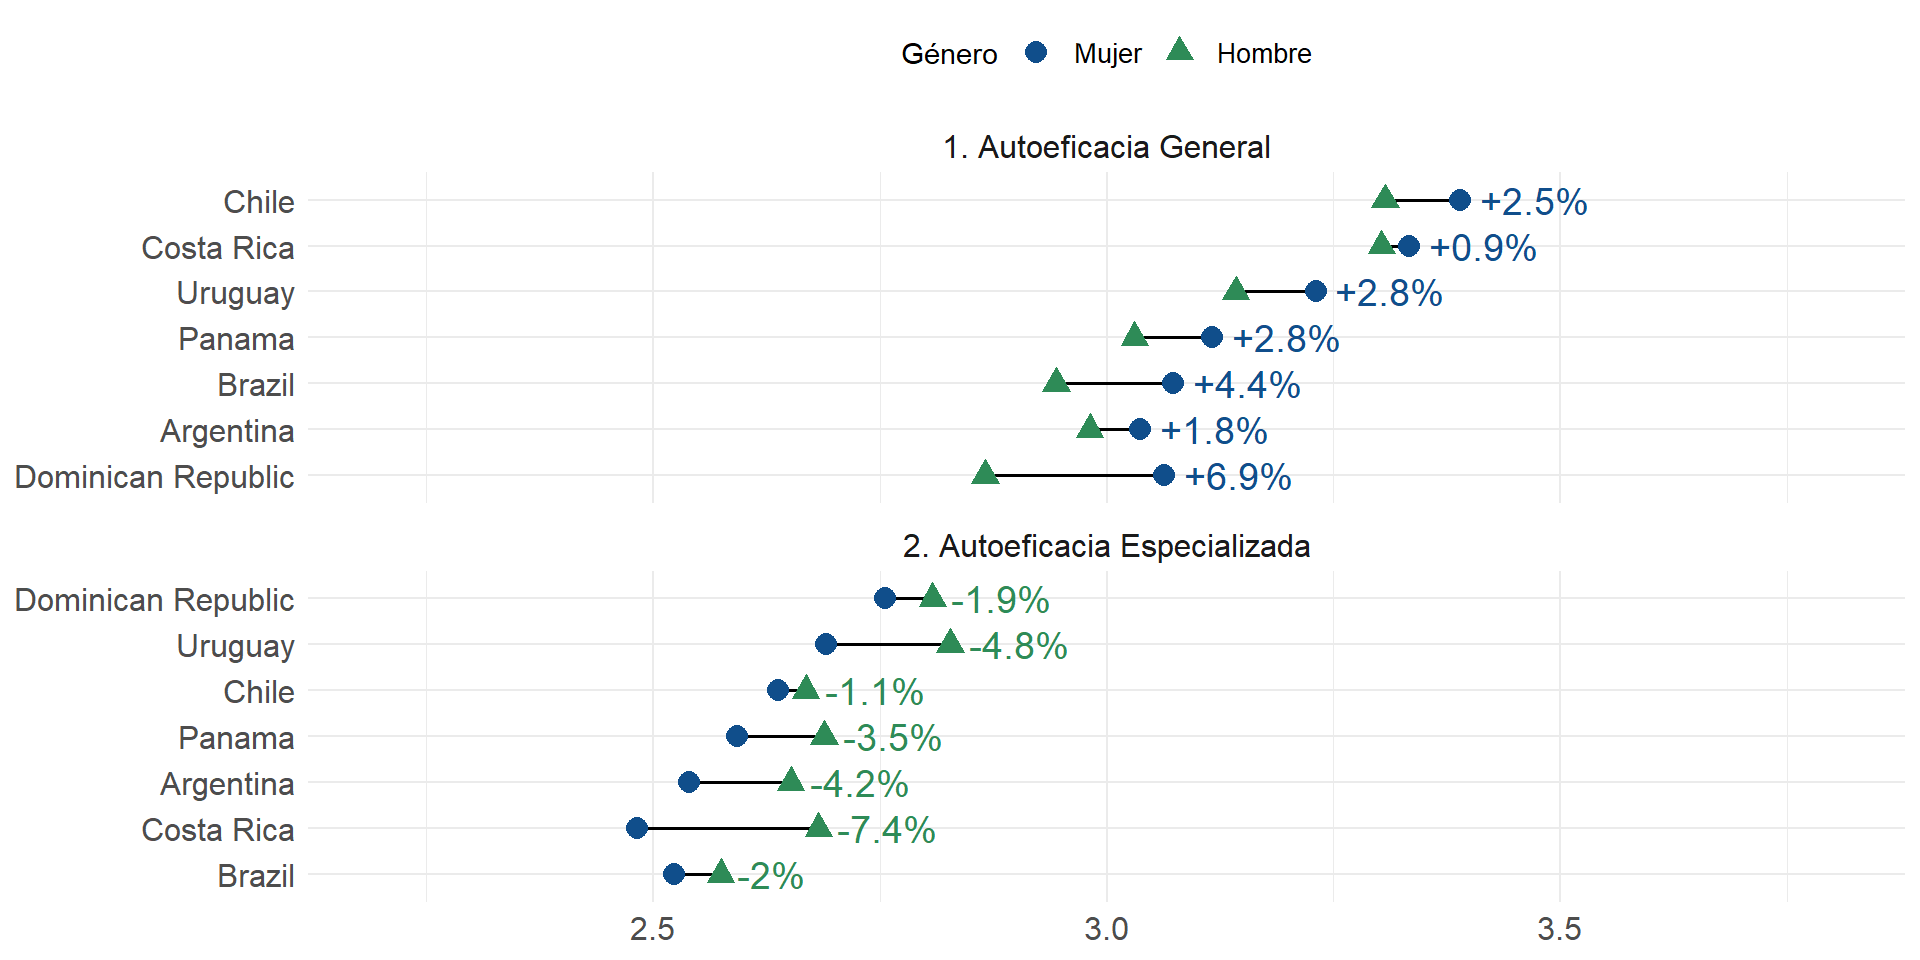 Género Mujer Hombre
1. Autoeficacia General
Chile +2.5%
Costa Rica +0.9%
Uruguay +2.8%
Panama +2.8%
Brazil +4.4%
Argentina +1.8%
Dominican Republic +6.9%
2. Autoeficacia Especializada
Dominican Republic -1.9%
Uruguay -4.8%
Chile -1.1%
Panama -3.5%
Argentina -4.2%
Costa Rica -7.4%
Brazil -2%
2.5 3.0 3.5